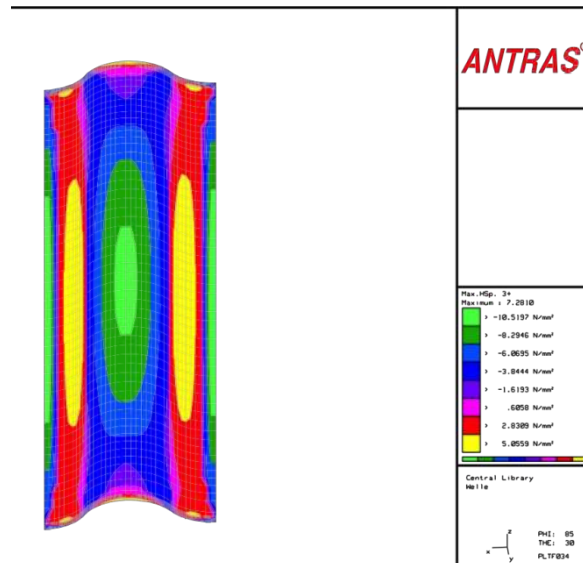 ANTRAS©
Max.HSp. 3+
Maximum : 7.2810
> -10.5197 N/mm²
> -8.2946 N/mm²
> -6.0695 N/mm²
> -3.8444 N/mm²
> -1.6193 N/mm²
> .6058 N/mm²
> 2.8309 N/mm²
> 5.0559 N/mm²
Central Library
Welle
z
x
y
PHI: 85
THE: 30
PLTF034